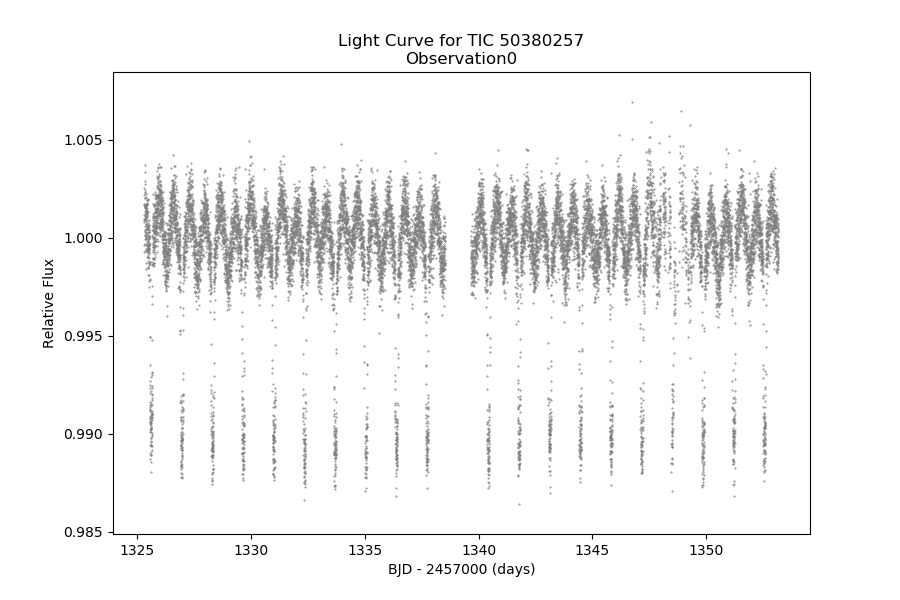 Light Curve for TIC 50380257
Observation0
1.005
1.000
0.995
0.990
0.985
Relative Flux
1325
1330
1335
1340
1345
1350
BJD - 2457000 (days)